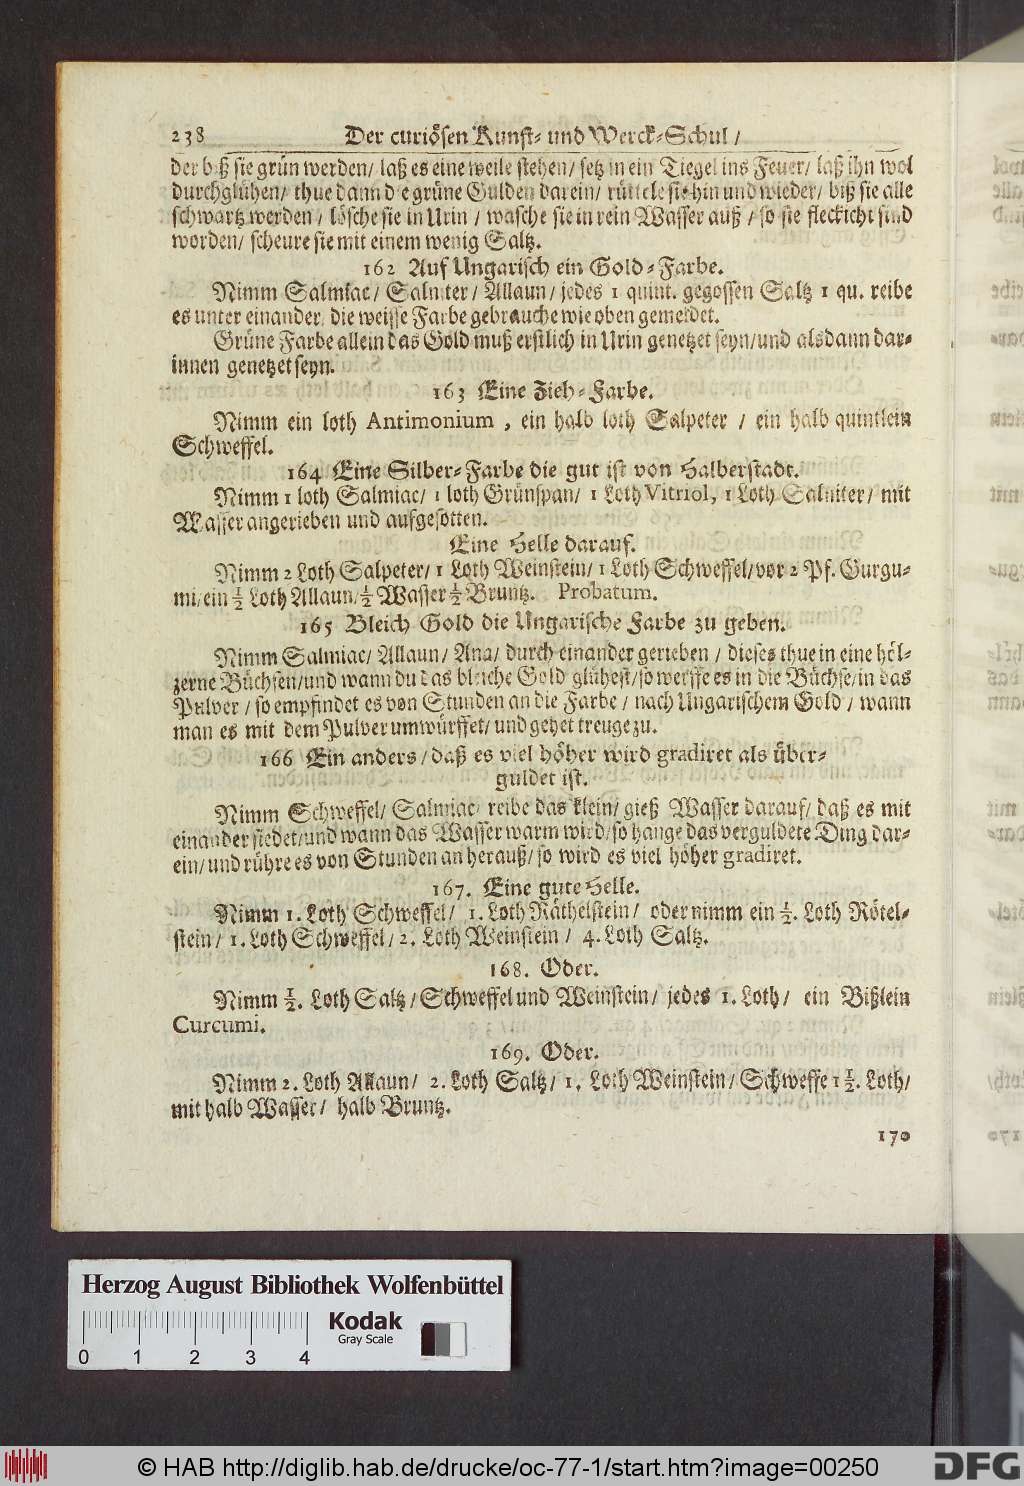 238 Der curiösen Kunst- und Werck-Schul /
der biß sie grün werden/ laß es eine weile stehen/ setz in ein Tiegel ins Feuer/ laß ihn wol
durchglühen/ thue dann die grüne Gulden darein/ rüttele sie hin und wieder/ biß sie alle
schwartz werden / lösche sie in Urin / wasche sie in rein Wasser auß / so sie fleckicht sind
worden/ scheure sie mit einem wenig Saltz.
162 Auf Ungarisch ein Gold-Farbe.
Nimm Salmiac/ Salniter/ Allaun/ jedes 1 quint. gegossen Saltz 1 qu. reibe
es unter einander/ die weisse Farbe gebrauche wie oben gemeldet.
Grüne Farbe allein das Gold muß erstlich in Urin genetzet seyn/ und alsdann dar-
innen genetzet seyn.
163 Eine Zieh-Farbe.
Nimm ein loth Antimonium , ein halb loth Salpeter / ein halb quintlein
Schweffel.
164 Eine Silber-Farbe die gut ist von Halberstadt.
Nimm 1 loth Salmiac/ 1 loth Grünspan/ 1 Loth Vitriol, 1 Loth Salniter/ mit
Wasser angerieben und aufgesotten.
Eine Helle darauf.
Nimm 2 Loth Salpeter/ 1 Loth Weinstein/ 1 Loth Schweffel/ vor 2 Pf. Gurgu-
mi/ ein ½ Loth Allaun/ ½ Wasser ½ Bruntz. Probatum.
165 Bleich Gold die Ungarische Farbe zu geben.
Nimm Salmiac/ Allaun/ Ana/ durch einander gerieben / dieses thue in eine höl-
zerne Büchsen/ und wann du das bleiche Gold glühest/ so werffe es in die Büchse/ in das
Pulver / so empfindet es von Stunden an die Farbe / nach Ungarischem Gold / wann
man es mit dem Pulver umwürffet/ und gehet treuge zu.
166 Ein anders / daß es viel höher wird gradiret als über-
guldet ist.
Nimm Schweffel/ Salmiac/ reibe das klein/ gieß Wasser darauf/ daß es mit
einander siedet/ und wann das Wasser warm wird/ so hange das verguldete Ding dar-
ein/ und rühre es von Stunden an herauß/ so wird es viel höher gradiret.
167. Eine gute Helle.
Nimm 1. Loth Schweffel/ 1. Loth Räthelstein/ oder nimm ein ½. Loth Rötel-
stein / 1. Loth Schweffel / 2. Loth Weinstein / 4. Loth Saltz.
168. Oder.
Nimm ½. Loth Saltz / Schweffel und Weinstein/ jedes 1. Loth/ ein Bißlein
Curcumi.
169. Oder.
Nimm 2. Loth Allaun/ 2. Loth Saltz/ 1. Loth Weinstein/ Schweffe 1 ½. Loth/
mit halb Wasser/ halb Bruntz.
170
Herzog August Bibliothek Wolfenbüttel
Kodak
Gray Scale
0 1 2 3 4
© HAB http://diglib.hab.de/drucke/oc-77-1/start.htm?image=00250
DFG